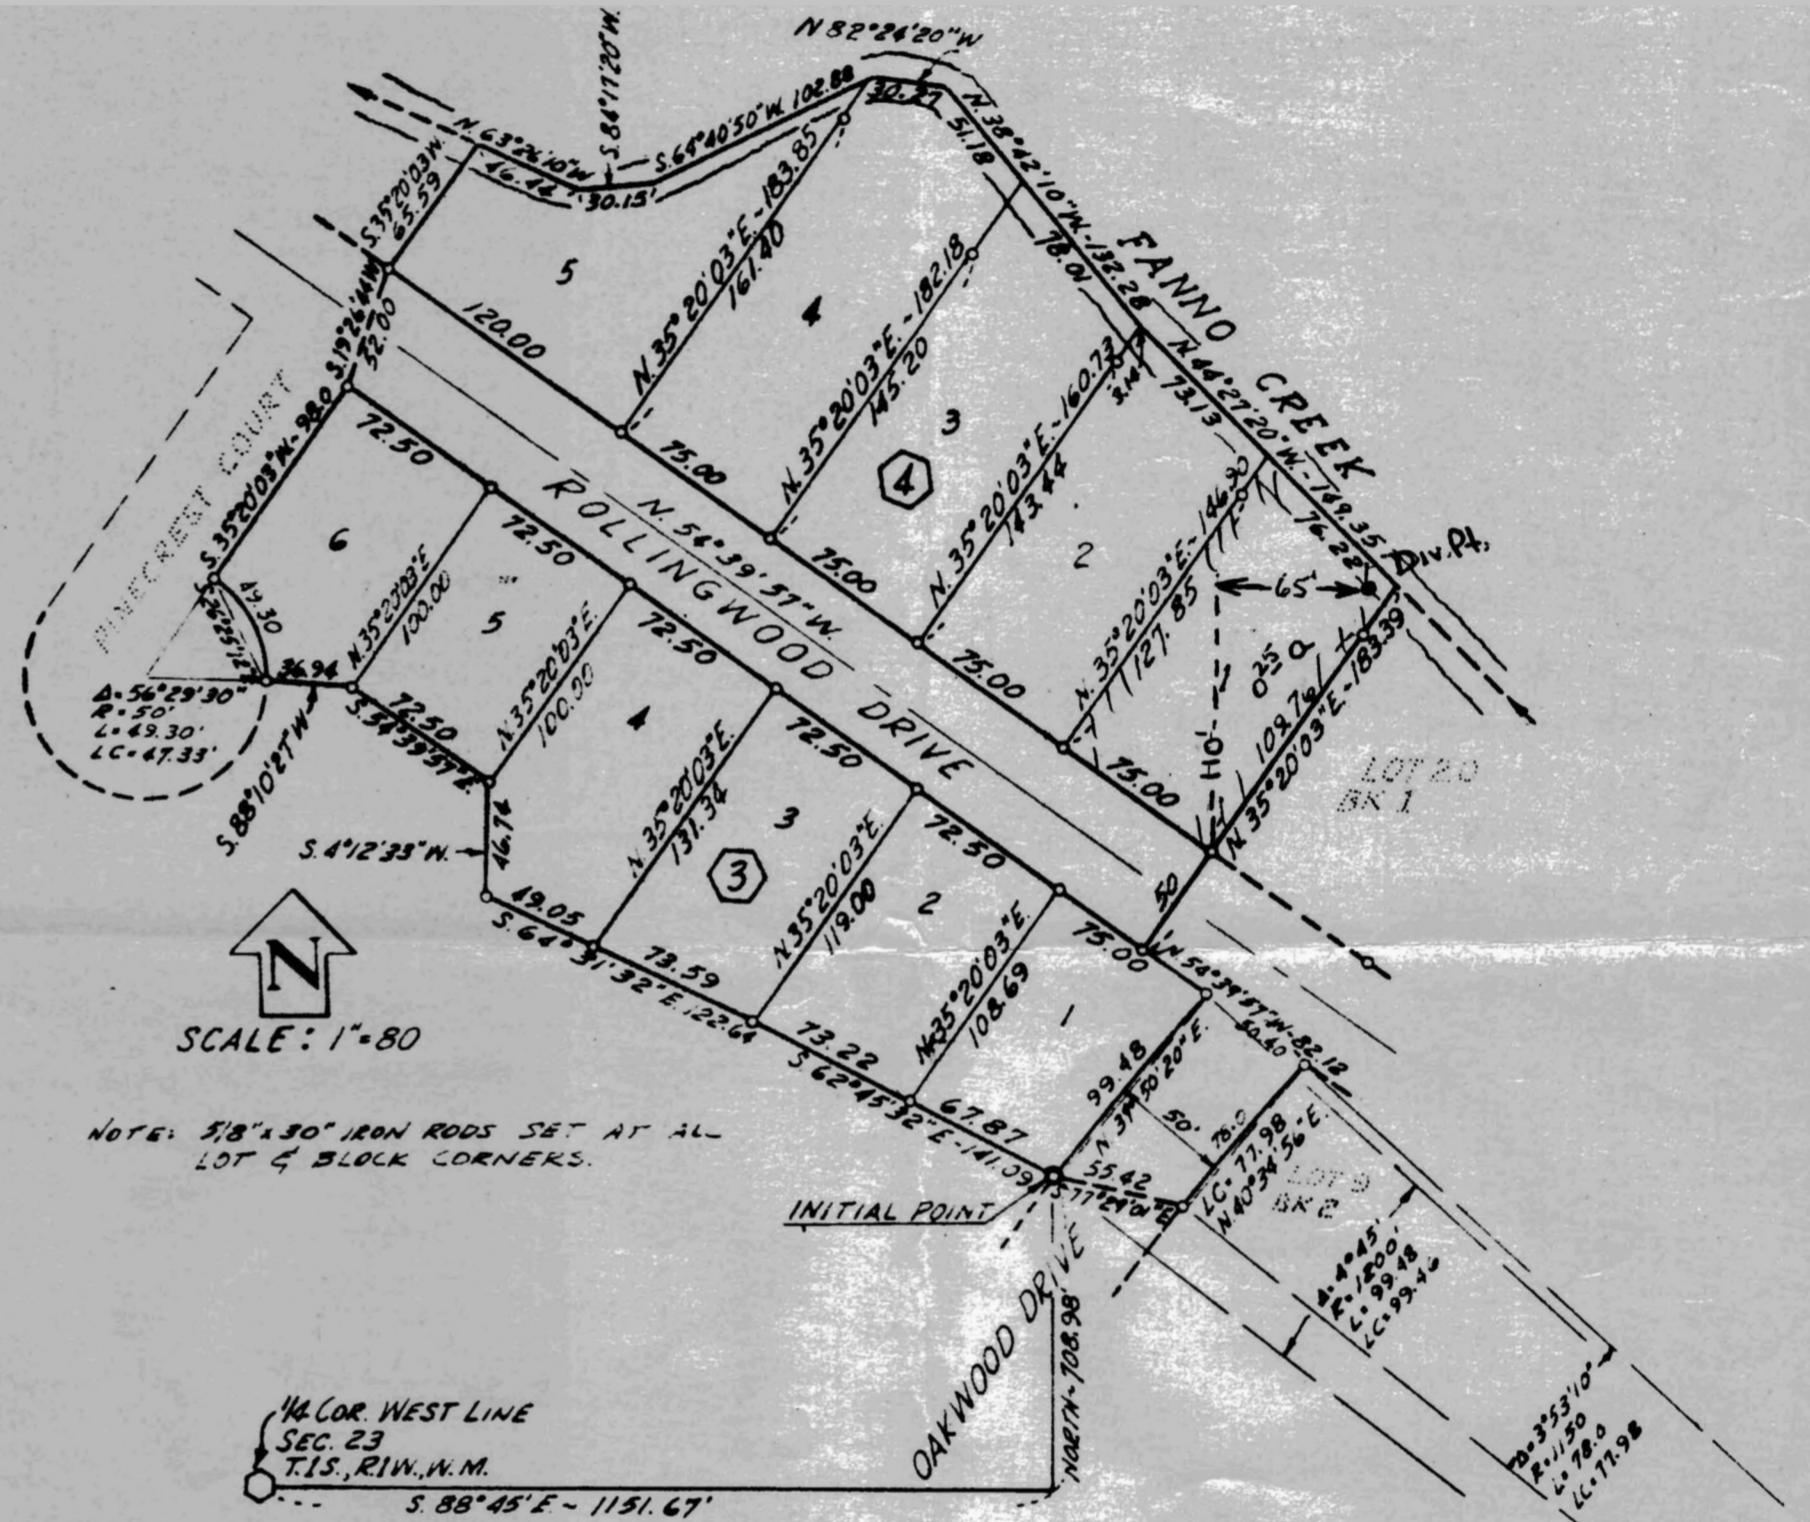 N 82°24'20"W
S.84°17'20"W.
N.63°26'10"W
46.44
30.15'
S.64°40'50"W. 102.88
30.27
N.38°42'10"W.-132.28
51.18
78.01
FANNO CREEK
N.44°27'20"W.-149.35
73.13
76.22
Div.Pt.
S.35°20'03"W.
65.59
S.19°26'44"W
52.00
5
120.00
N.35°20'03"E.~183.85
161.40
4
N.35°20'03"E.~182.18
145.20
3
4
N.35°20'03"E.~160.73
143.44
3.14
2
N.35°20'03"E.~146.90
127.85
65'
0 25 a
HO'
109.76
N.35°20'03"E.~183.39
75.00
75.00
75.00
75.00
LOT 20
BK 1
PINECREST COURT
S.35°20'03"W.-98.0
72.50
72.50
72.50
72.50
72.50
75.00
ROLLINGWOOD DRIVE
N.54°39'57"W.
50
6
49.30
N.35°20'03"E
100.00
36.94
5
Δ=56°29'30"
R=50'
L=49.30'
LC=47.33'
S.88°10'27"W
72.50
S.54°39'57"E.
N.35°20'03"E.
100.00
4
46.74
S.4°12'33"W.
N.35°20'03"E.
131.34
3
3
49.05
73.59
S.64°31'32"E.122.64
N.35°20'03"E.
119.00
2
73.22
67.87
S.62°45'32"E-141.09
N.35°20'03"E.
108.69
1
N.54°39'57"W-82.12
50.40
99.48
N 50'20"E.
50'
78.0
LC=77.98
N.40°34'56"E.
LOT 9
BK 2
55.42
S77°29'01"E
INITIAL POINT
N
SCALE: 1"=80
NOTE: 5/8"x30" IRON RODS SET AT AL
LOT & BLOCK CORNERS.
OAKWOOD DRIVE
NORTH~708.98'
Δ=4°45'
R=1200'
L=99.48
LC=99.46
Δ=3°53'10"
R=1150
L=78.0
LC=77.98
1/4 COR. WEST LINE
SEC. 23
T.1S.,R.1W.,W.M.
S.88°45'E~1151.67'